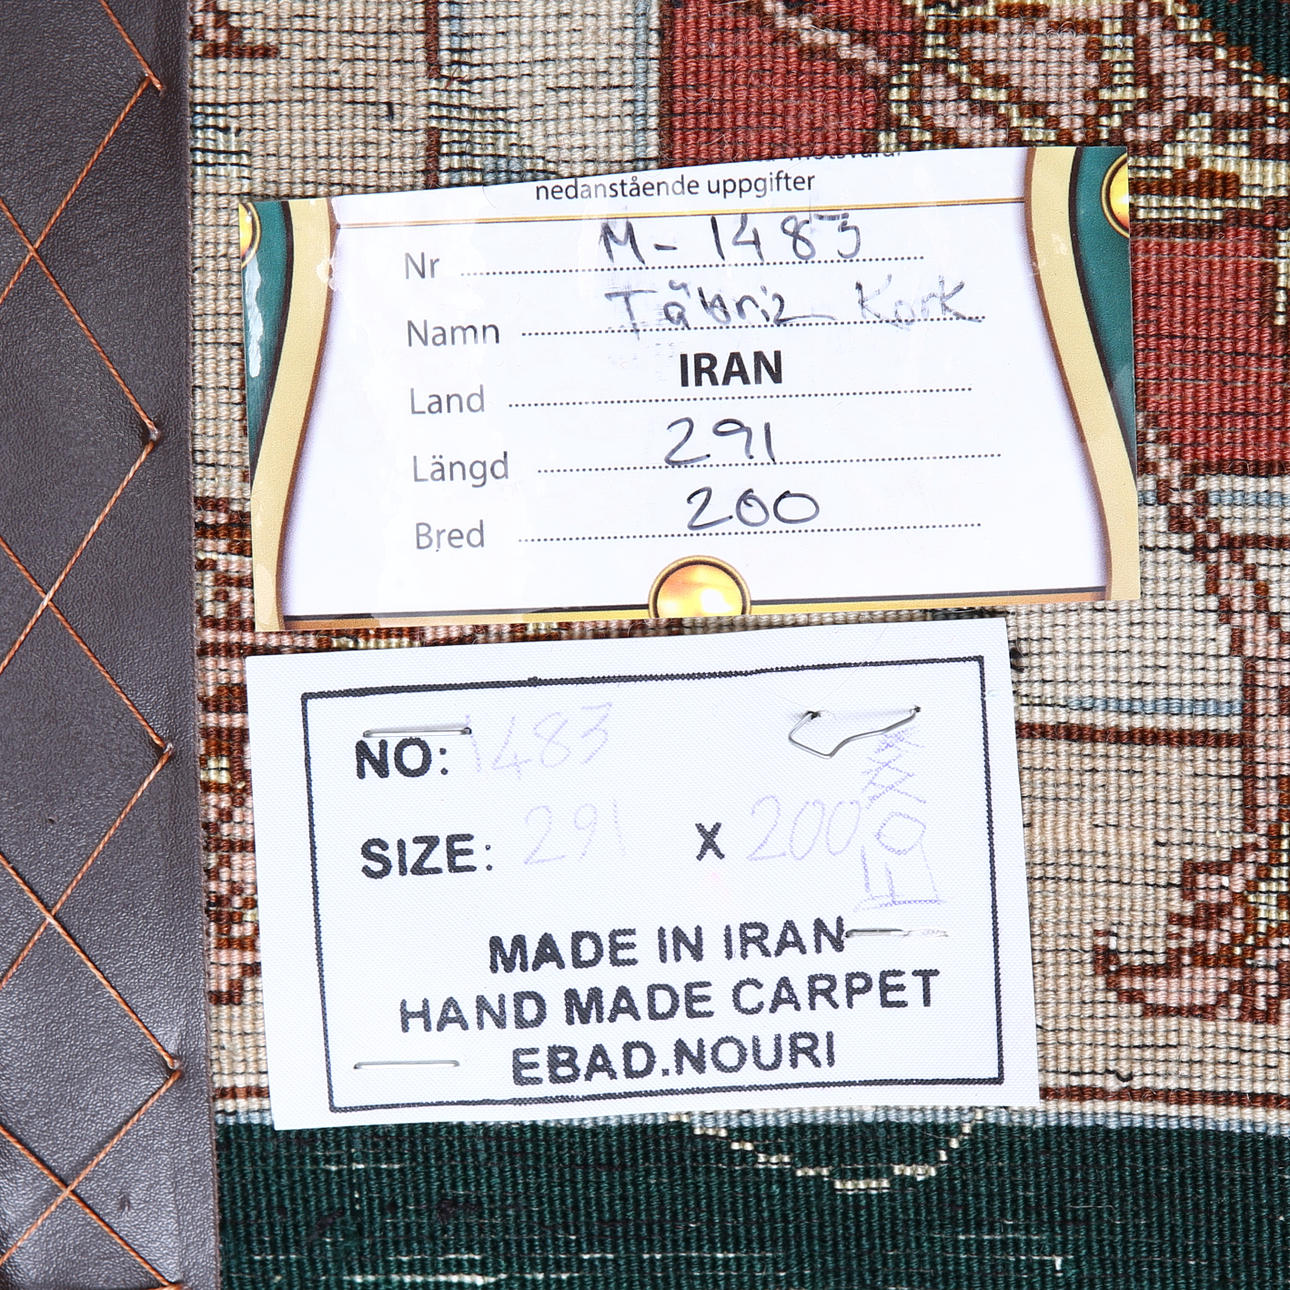 nedanstående uppgifter
Nr M-1483
Namn Täbriz Kork
Land IRAN
Längd 291
Bred 200
NO: 1483
SIZE: 291 X 200
MADE IN IRAN
HAND MADE CARPET
EBAD.NOURI